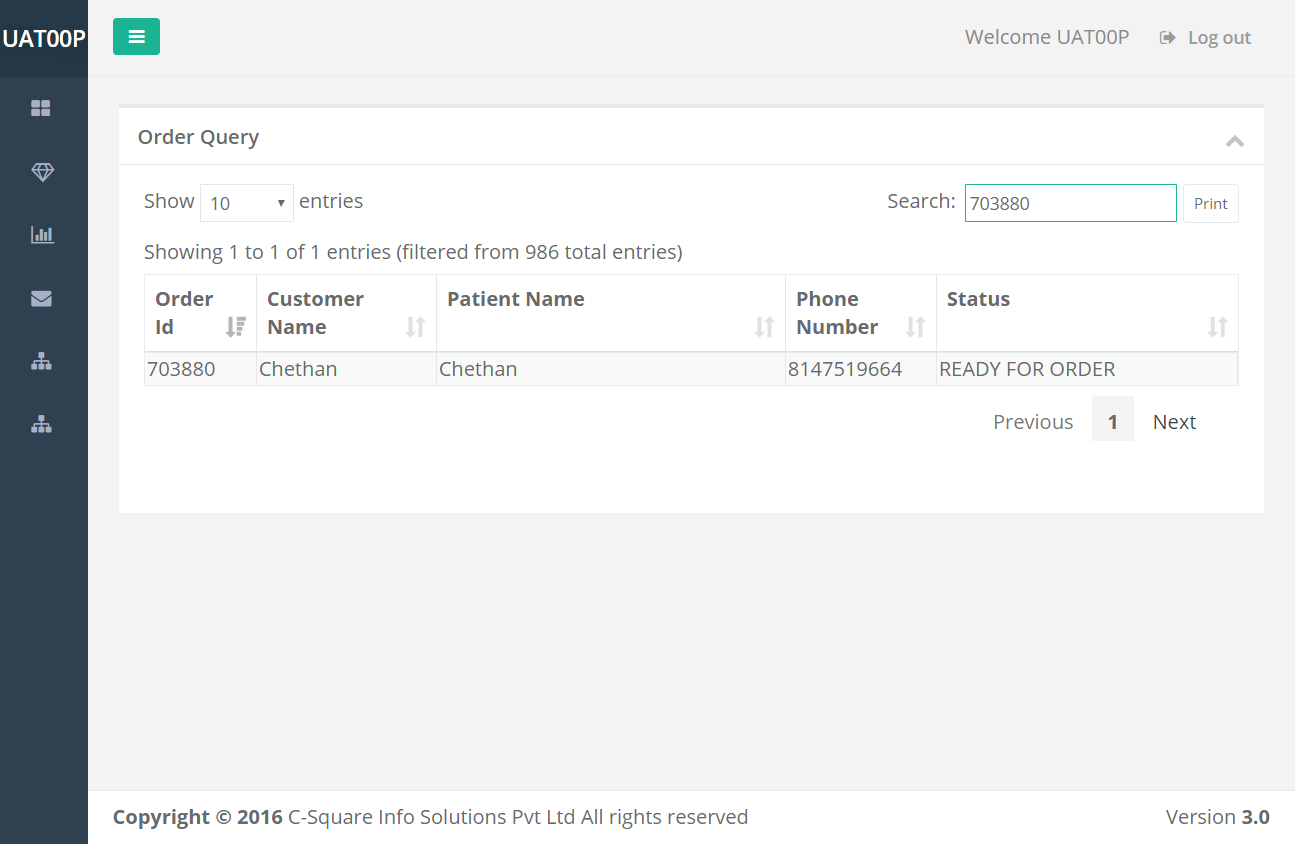 UAT00P
Welcome UAT00P Log out
Order Query
Show 10 entries Search: 703880 Print
Showing 1 to 1 of 1 entries (filtered from 986 total entries)
Order Id Customer Name Patient Name Phone Number Status
703880 Chethan Chethan 8147519664 READY FOR ORDER
Previous 1 Next
Copyright © 2016 C-Square Info Solutions Pvt Ltd All rights reserved Version 3.0